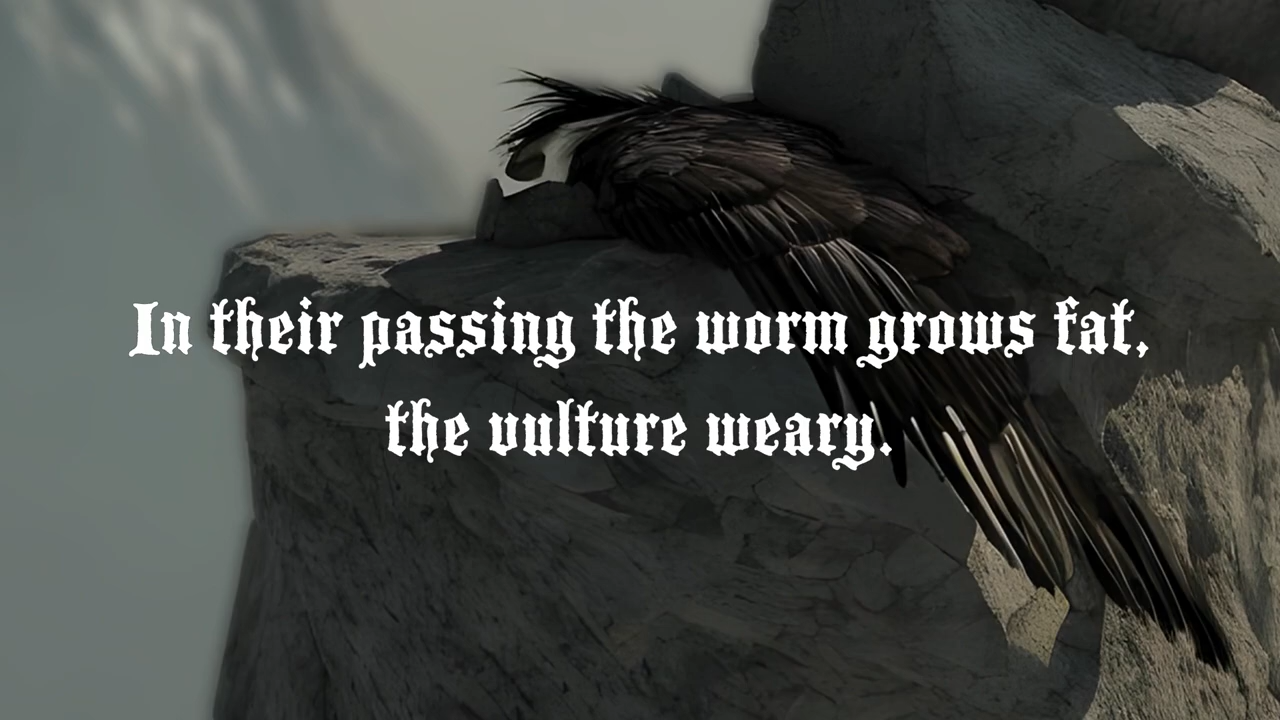 In their passing the worm grows fat,
the vulture weary.